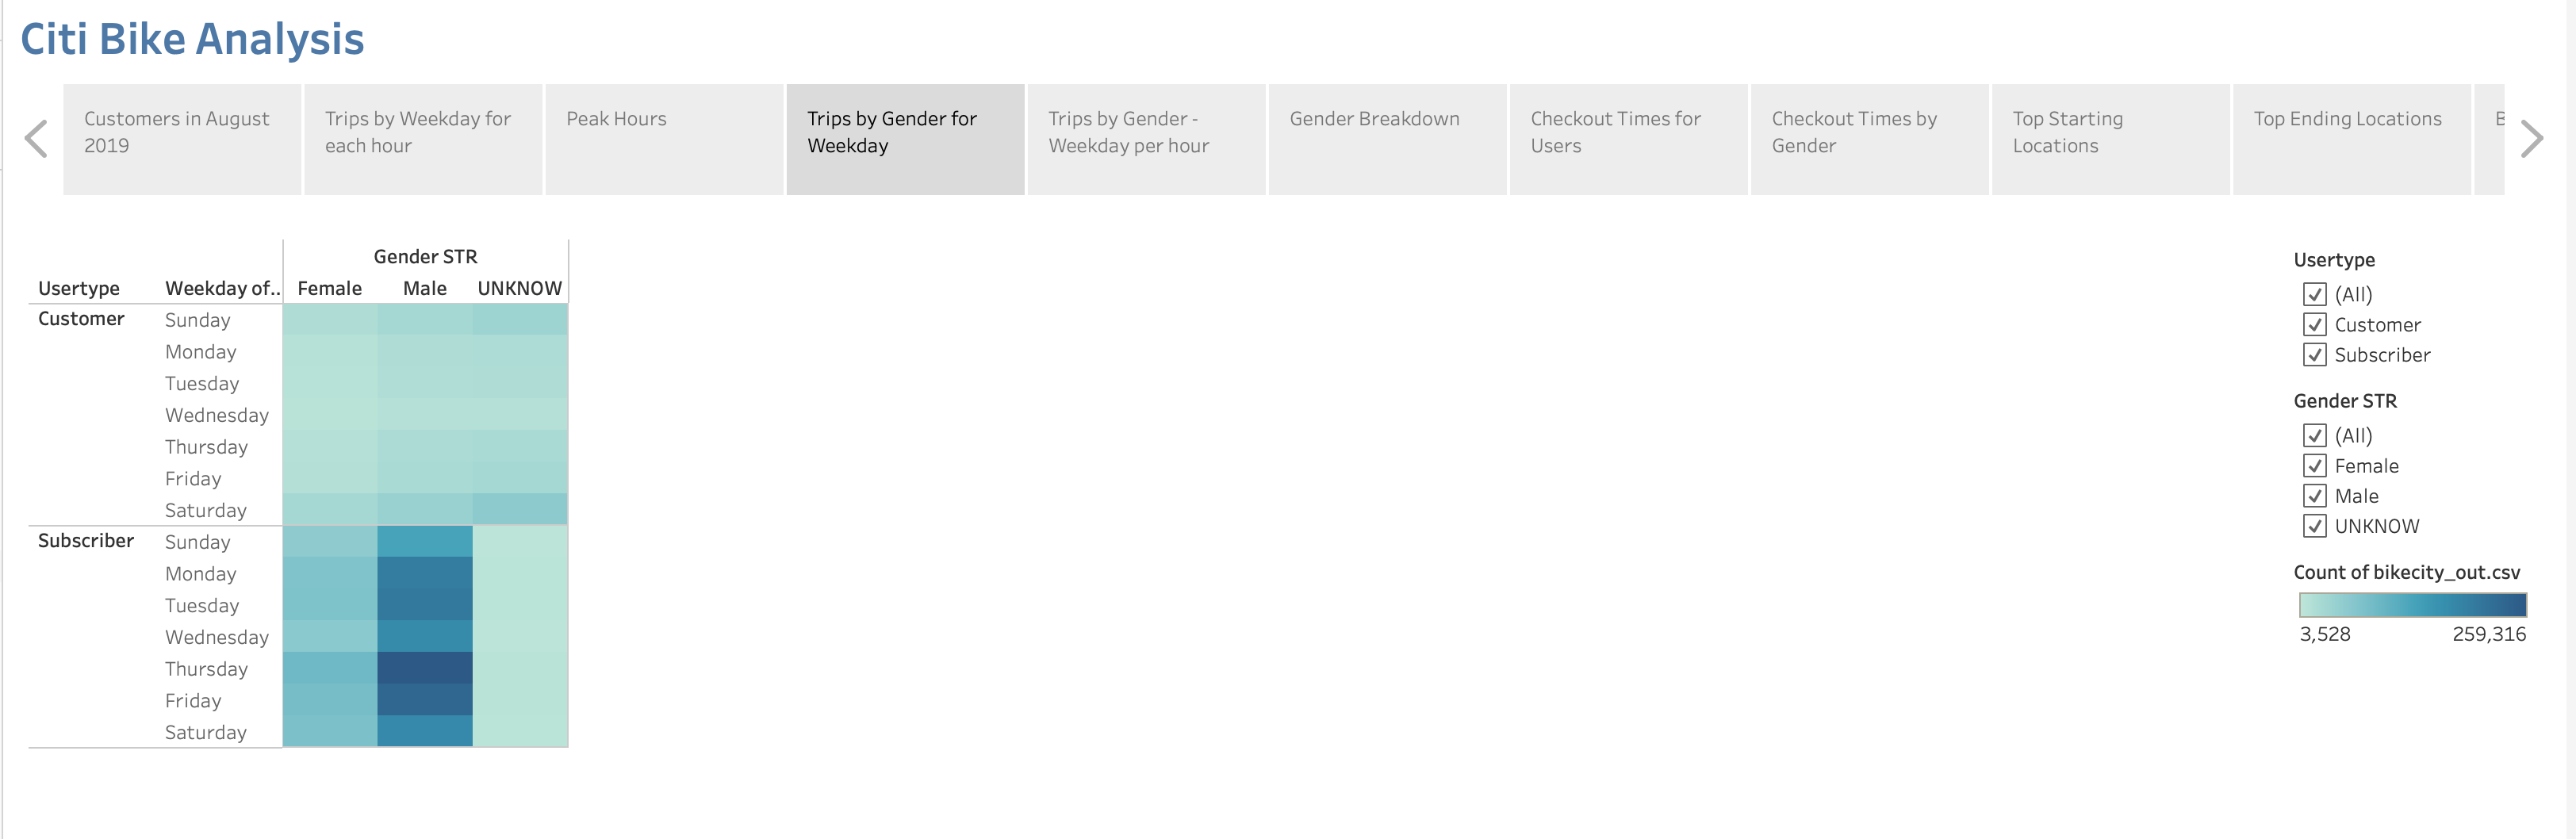 Citi Bike Analysis
Customers in August
2019
Trips by Weekday for
each hour
Peak Hours
Trips by Gender for
Weekday
Trips by Gender -
Weekday per hour
Gender Breakdown
Checkout Times for
Users
Checkout Times by
Gender
Top Starting
Locations
Top Ending Locations
B
Gender STR
Usertype Weekday of.. Female Male UNKNOW
Customer Sunday
Monday
Tuesday
Wednesday
Thursday
Friday
Saturday
Subscriber Sunday
Monday
Tuesday
Wednesday
Thursday
Friday
Saturday
Usertype
(All)
Customer
Subscriber
Gender STR
(All)
Female
Male
UNKNOW
Count of bikecity_out.csv
3,528 259,316